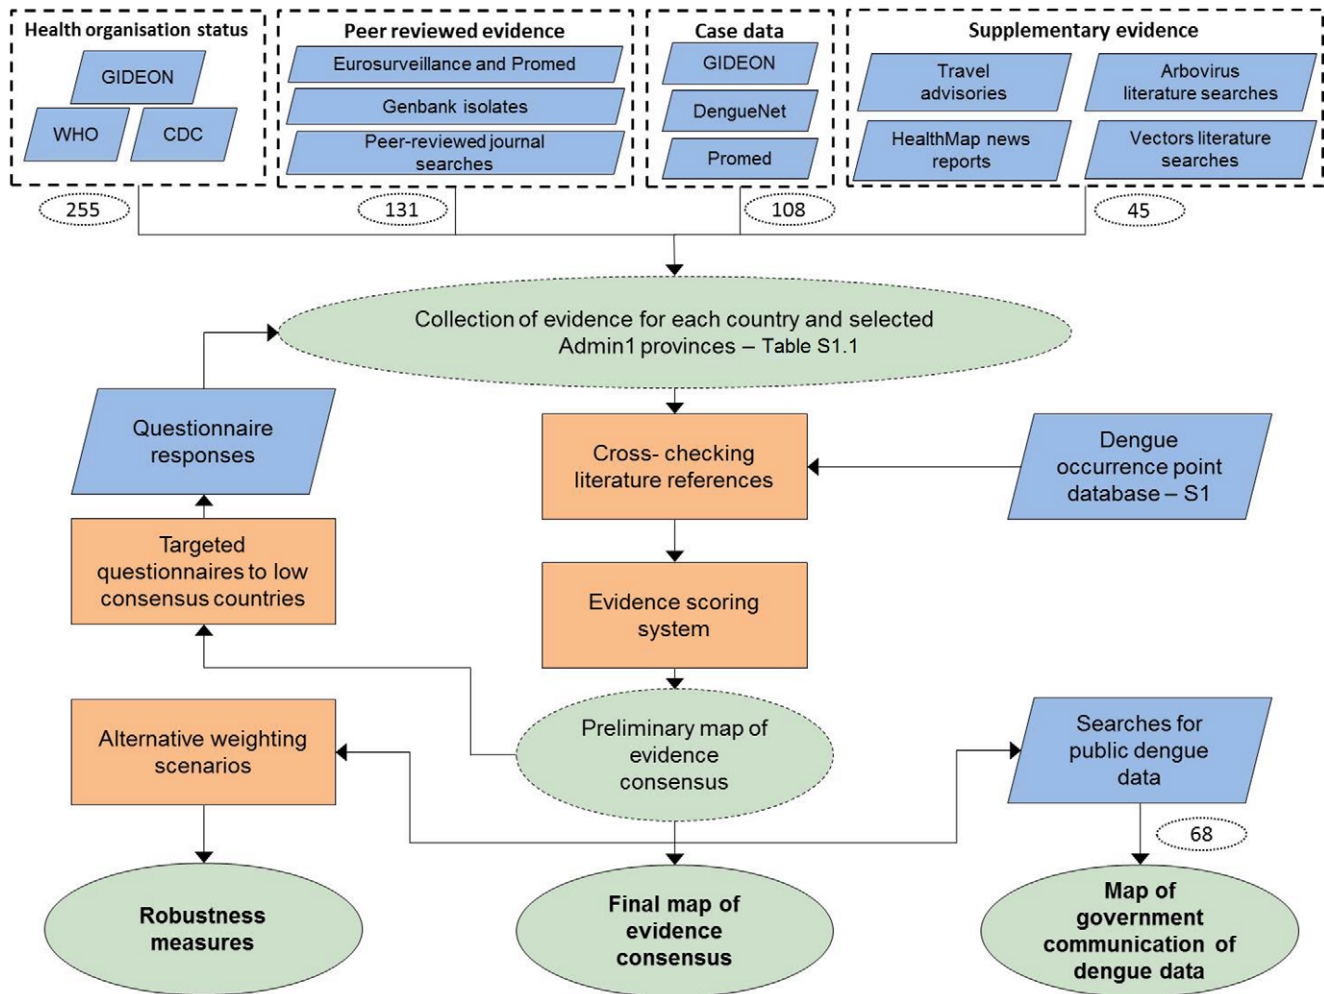 Health organisation status
GIDEON
WHO
CDC
Peer reviewed evidence
Eurosurveillance and Promed
Genbank isolates
Peer-reviewed journal
searches
Case data
GIDEON
DengueNet
Promed
Supplementary evidence
Travel
advisories
Arbovirus
literature searches
HealthMap news
reports
Vectors literature
searches
255
131
108
45
Collection of evidence for each country and selected
Admin1 provinces – Table S1.1
Questionnaire
responses
Cross- checking
literature references
Dengue
occurrence point
database – S1
Targeted
questionnaires to low
consensus countries
Evidence scoring
system
Alternative weighting
scenarios
Preliminary map of
evidence
consensus
Searches for
public dengue
data
68
Robustness
measures
Final map of
evidence
consensus
Map of
government
communication of
dengue data